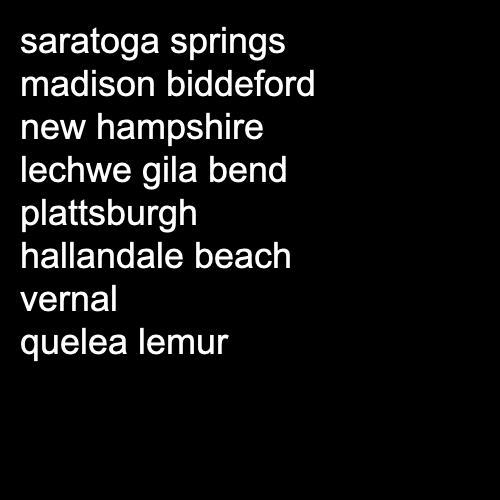 saratoga springs
madison biddeford
new hampshire
lechwe gila bend
plattsburgh
hallandale beach
vernal
quelea lemur